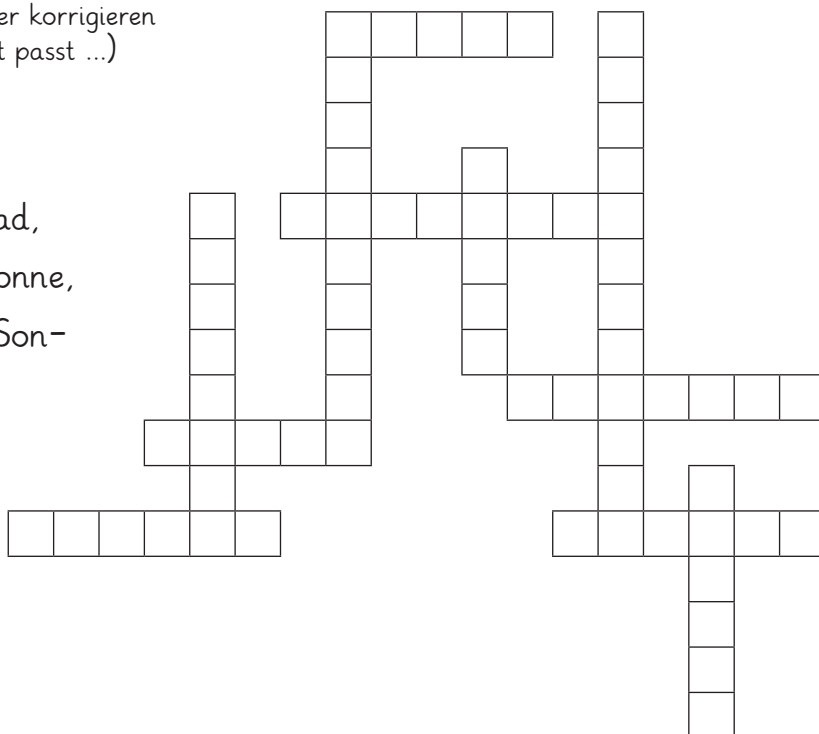 er korrigieren
t passt ...)
ad,
onne,
Son-